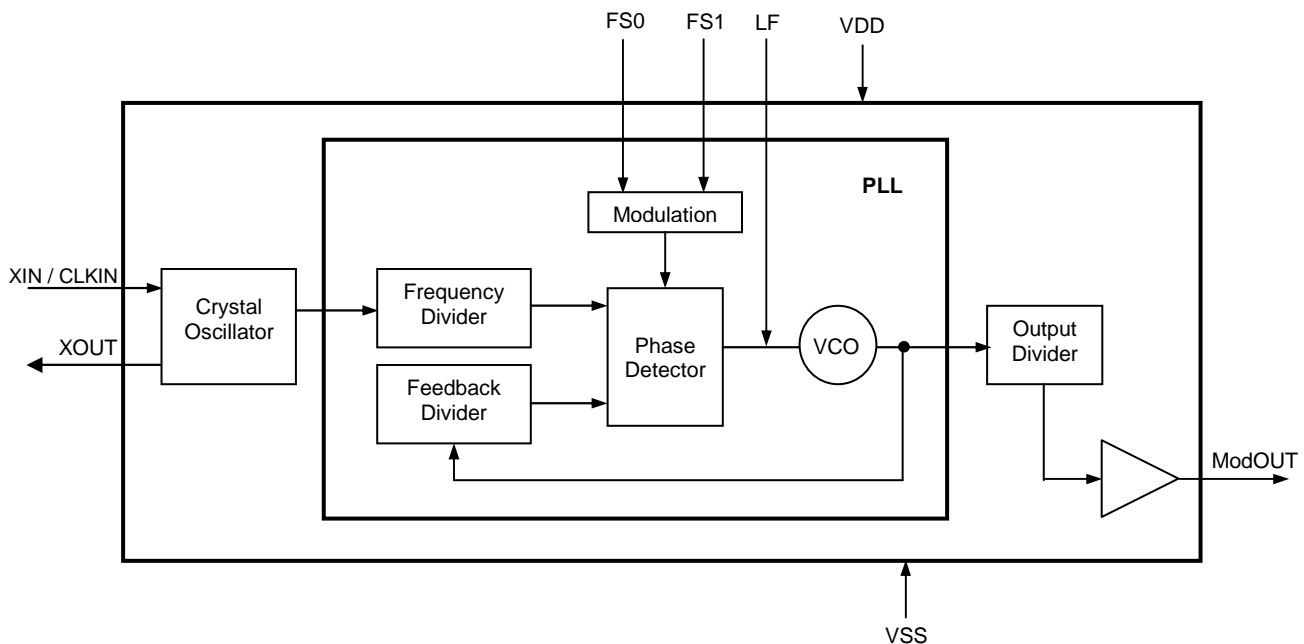 FS0
FS1
LF
VDD
PLL
Modulation
XIN / CLKIN
Crystal
Oscillator
XOUT
Frequency
Divider
Feedback
Divider
Phase
Detector
VCO
Output
Divider
ModOUT
VSS